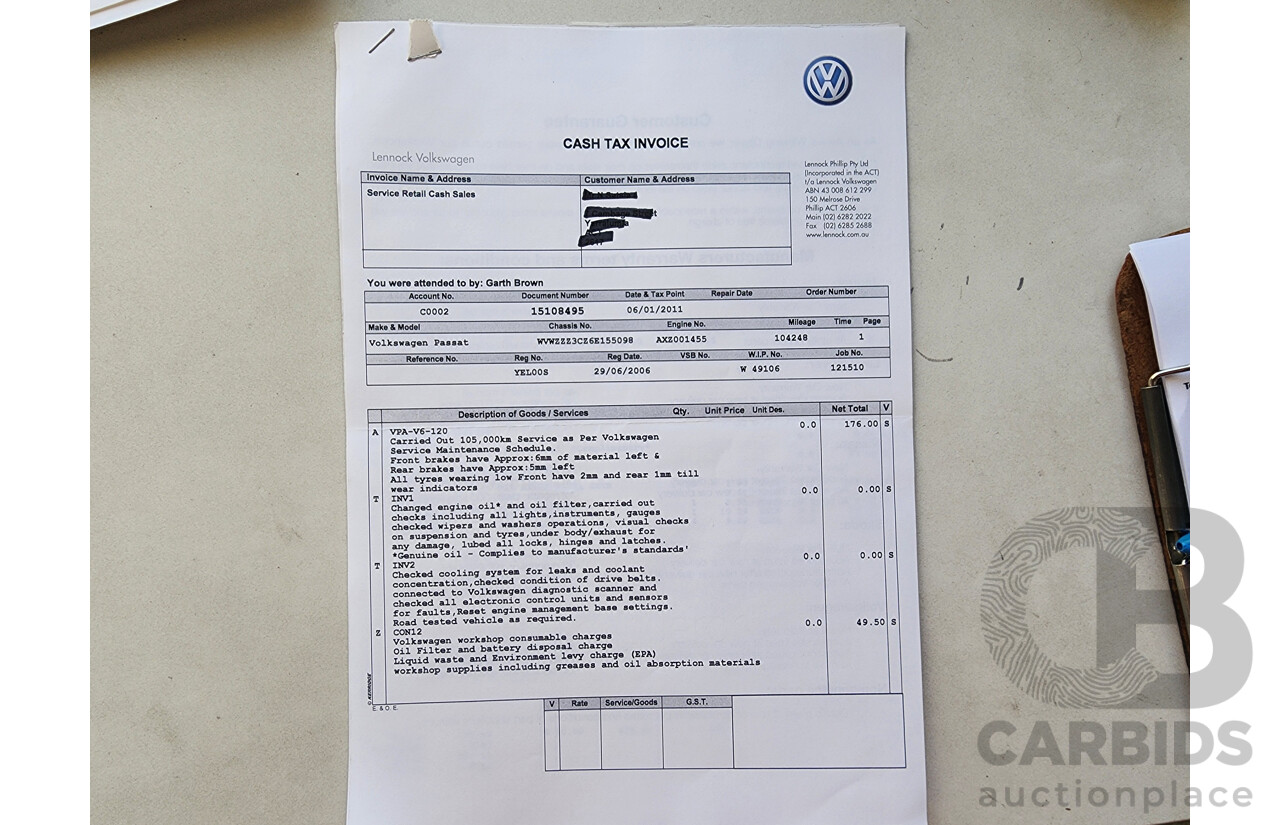 CASH TAX INVOICE
Lennock Volkswagen
Lennock Phillip Pty Ltd
(Incorporated in the ACT)
t/a Lennock Volkswagen
ABN 43 008 612 299
150 Melrose Drive
Phillip ACT 2606
Main (02) 6282 2022
Fax (02) 6285 2688
www.lennock.com.au
Invoice Name & Address Customer Name & Address
Service Retail Cash Sales
You were attended to by: Garth Brown
Account No. Document Number Date & Tax Point Repair Date Order Number
C0002 15108495 06/01/2011
Make & Model Chassis No. Engine No. Mileage Time Page
Volkswagen Passat WVWZZZ3CZ6E155098 AXZ001455 104248 1
Reference No. Reg No. Reg Date. VSB No. W.I.P. No. Job No.
YEL00S 29/06/2006 W 49106 121510
Description of Goods / Services Qty. Unit Price Unit Des. Net Total V
A VPA-V6-120 0.0 176.00 S
Carried Out 105,000km Service as Per Volkswagen
Service Maintenance Schedule.
Front brakes have Approx:6mm of material left &
Rear brakes have Approx:5mm left
All tyres wearing low Front have 2mm and rear 1mm till
wear indicators
T INV1 0.0 0.00 S
Changed engine oil* and oil filter,carried out
checks including all lights,instruments, gauges
checked wipers and washers operations, visual checks
on suspension and tyres,under body/exhaust for
any damage, lubed all locks, hinges and latches.
*Genuine oil - Complies to manufacturer's standards'
T INV2 0.0 0.00 S
Checked cooling system for leaks and coolant
concentration,checked condition of drive belts.
connected to Volkswagen diagnostic scanner and
checked all electronic control units and sensors
for faults,Reset engine management base settings.
Road tested vehicle as required.
Z CON12 0.0 49.50 S
Volkswagen workshop consumable charges
Oil Filter and battery disposal charge
Liquid waste and Environment levy charge (EPA)
workshop supplies including greases and oil absorption materials
E. & O. E.
V Rate Service/Goods G.S.T.
CB
CARBIDS
auctionplace